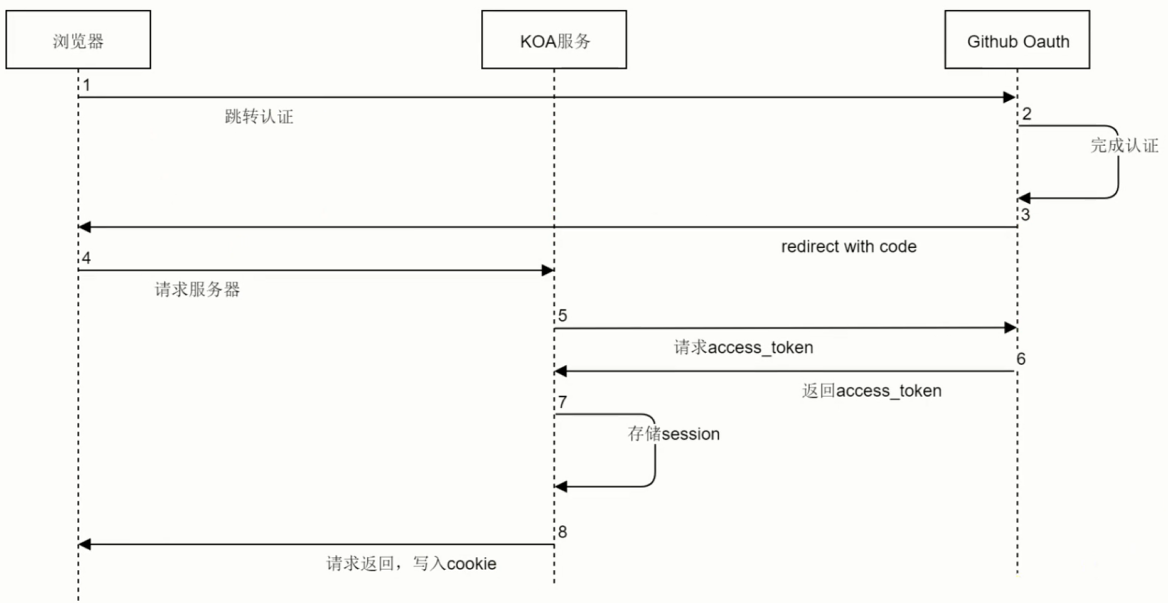 浏览器
KOA服务
Github Oauth
1
跳转认证
2
完成认证
3
redirect with code
4
请求服务器
5
请求access_token
6
返回access_token
7
存储session
8
请求返回，写入cookie